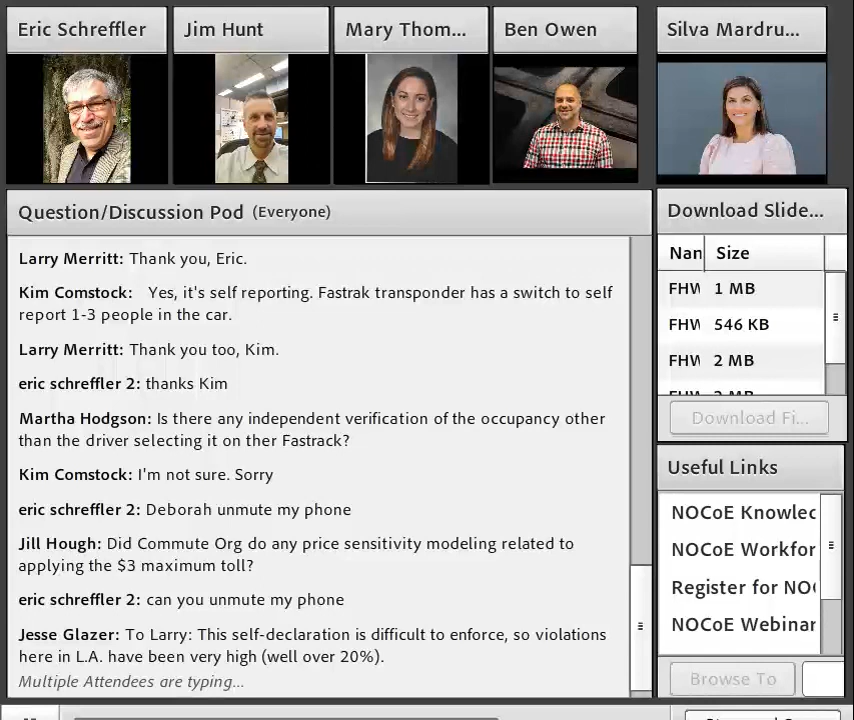 Eric Schreffler
Jim Hunt
Mary Thom...
Ben Owen
Silva Mardru...
Question/Discussion Pod (Everyone)
Larry Merritt: Thank you, Eric.
Kim Comstock: Yes, it's self reporting. Fastrak transponder has a switch to self
report 1-3 people in the car.
Larry Merritt: Thank you too, Kim.
eric schreffler 2: thanks Kim
Martha Hodgson: Is there any independent verification of the occupancy other
than the driver selecting it on ther Fastrack?
Kim Comstock: I'm not sure. Sorry
eric schreffler 2: Deborah unmute my phone
Jill Hough: Did Commute Org do any price sensitivity modeling related to
applying the $3 maximum toll?
eric schreffler 2: can you unmute my phone
Jesse Glazer: To Larry: This self-declaration is difficult to enforce, so violations
here in L.A. have been very high (well over 20%).
Multiple Attendees are typing...
Download Slide...
Nan Size
FHW 1 MB
FHW 546 KB
FHW 2 MB
Download Fi...
Useful Links
NOCoE Knowlec
NOCoE Workfor
Register for NO
NOCoE Webinar
Browse To